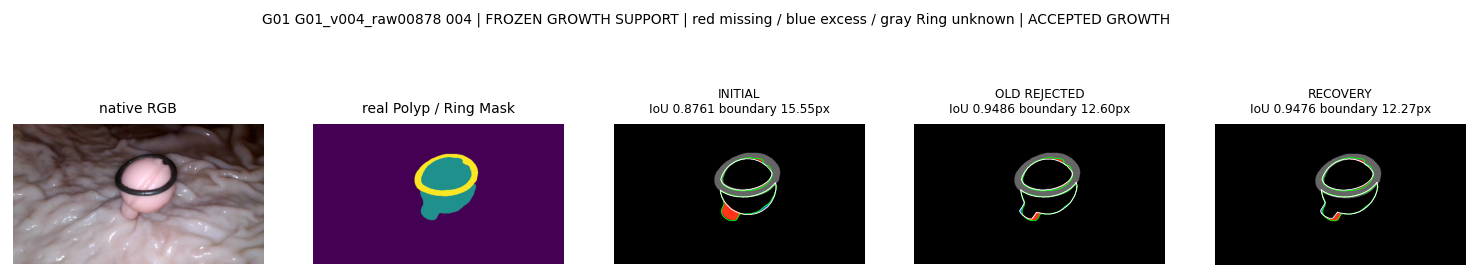 G01 G01_v004_raw00878 004 | FROZEN GROWTH SUPPORT | red missing / blue excess / gray Ring unknown | ACCEPTED GROWTH
native RGB
real Polyp / Ring Mask
INITIAL
IoU 0.8761 boundary 15.55px
OLD REJECTED
IoU 0.9486 boundary 12.60px
RECOVERY
IoU 0.9476 boundary 12.27px